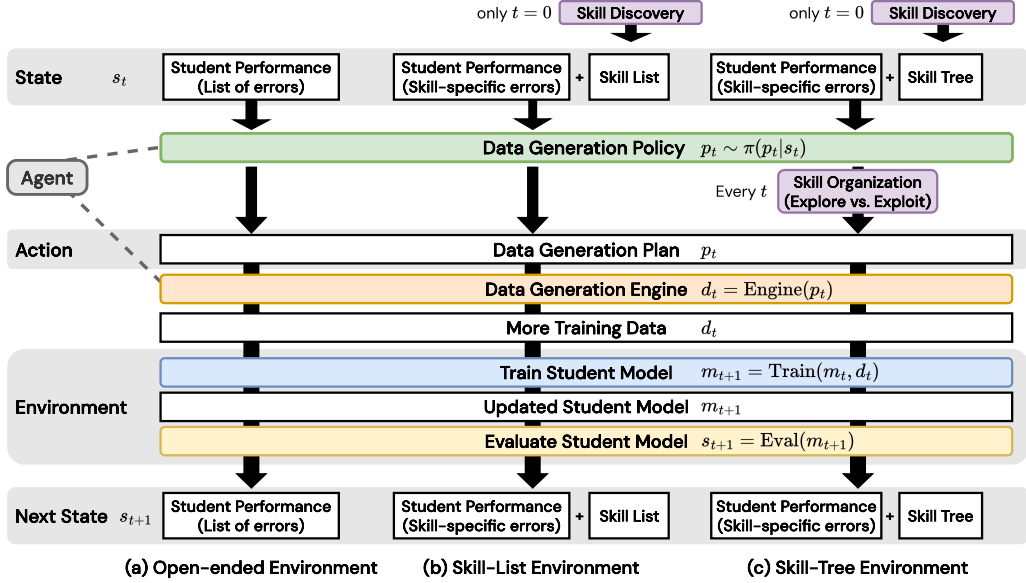 only t = 0 Skill Discovery only t = 0 Skill Discovery
State s_t Student Performance (List of errors) Student Performance (Skill-specific errors) + Skill List Student Performance (Skill-specific errors) + Skill Tree
Data Generation Policy p_t ∼ π(p_t|s_t)
Agent
Every t Skill Organization (Explore vs. Exploit)
Action Data Generation Plan p_t
Data Generation Engine d_t = Engine(p_t)
More Training Data d_t
Train Student Model m_{t+1} = Train(m_t, d_t)
Environment Updated Student Model m_{t+1}
Evaluate Student Model s_{t+1} = Eval(m_{t+1})
Next State s_{t+1} Student Performance (List of errors) Student Performance (Skill-specific errors) + Skill List Student Performance (Skill-specific errors) + Skill Tree
(a) Open-ended Environment (b) Skill-List Environment (c) Skill-Tree Environment